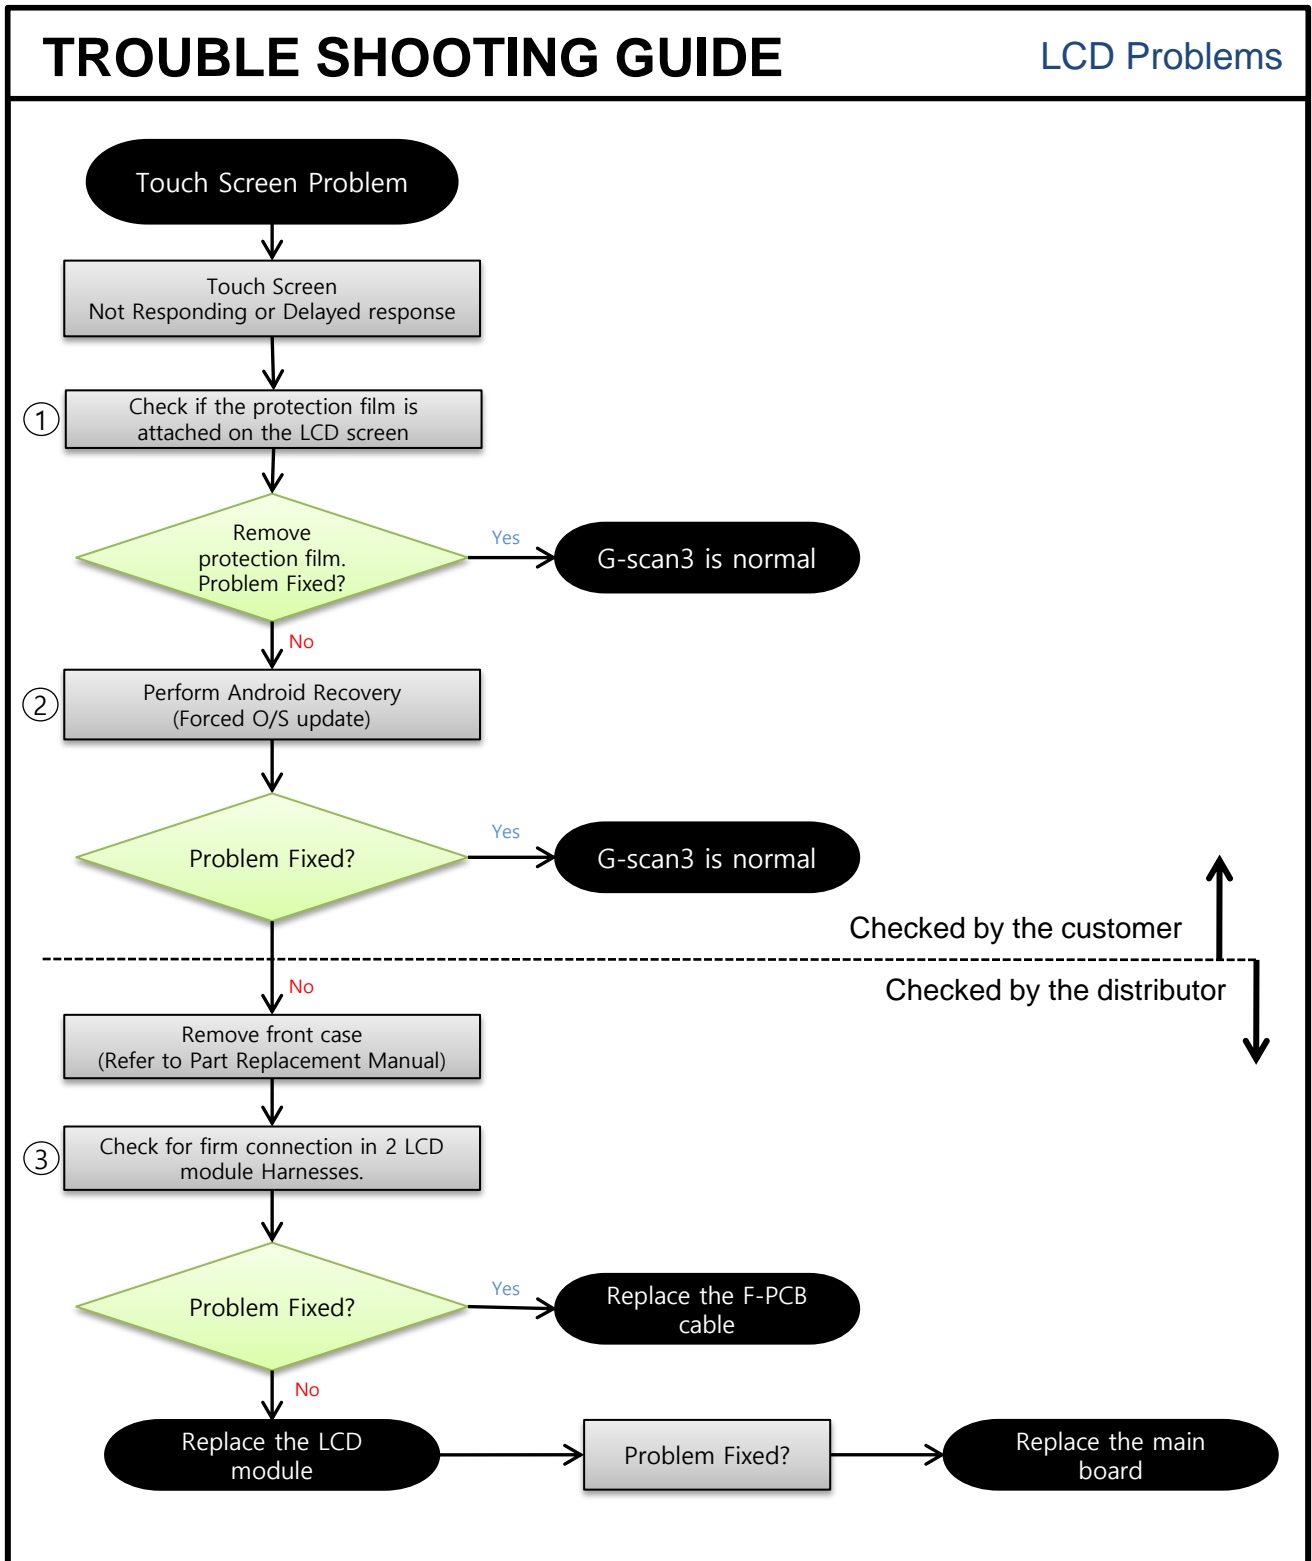 TROUBLE SHOOTING GUIDE
LCD Problems
Touch Screen Problem
Touch Screen
Not Responding or Delayed response
1
Check if the protection film is
attached on the LCD screen
Remove
protection film.
Problem Fixed?
Yes
G-scan3 is normal
No
2
Perform Android Recovery
(Forced O/S update)
Problem Fixed?
Yes
G-scan3 is normal
Checked by the customer
Checked by the distributor
No
Remove front case
(Refer to Part Replacement Manual)
3
Check for firm connection in 2 LCD
module Harnesses.
Problem Fixed?
Yes
Replace the F-PCB
cable
No
Replace the LCD
module
Problem Fixed?
Replace the main
board